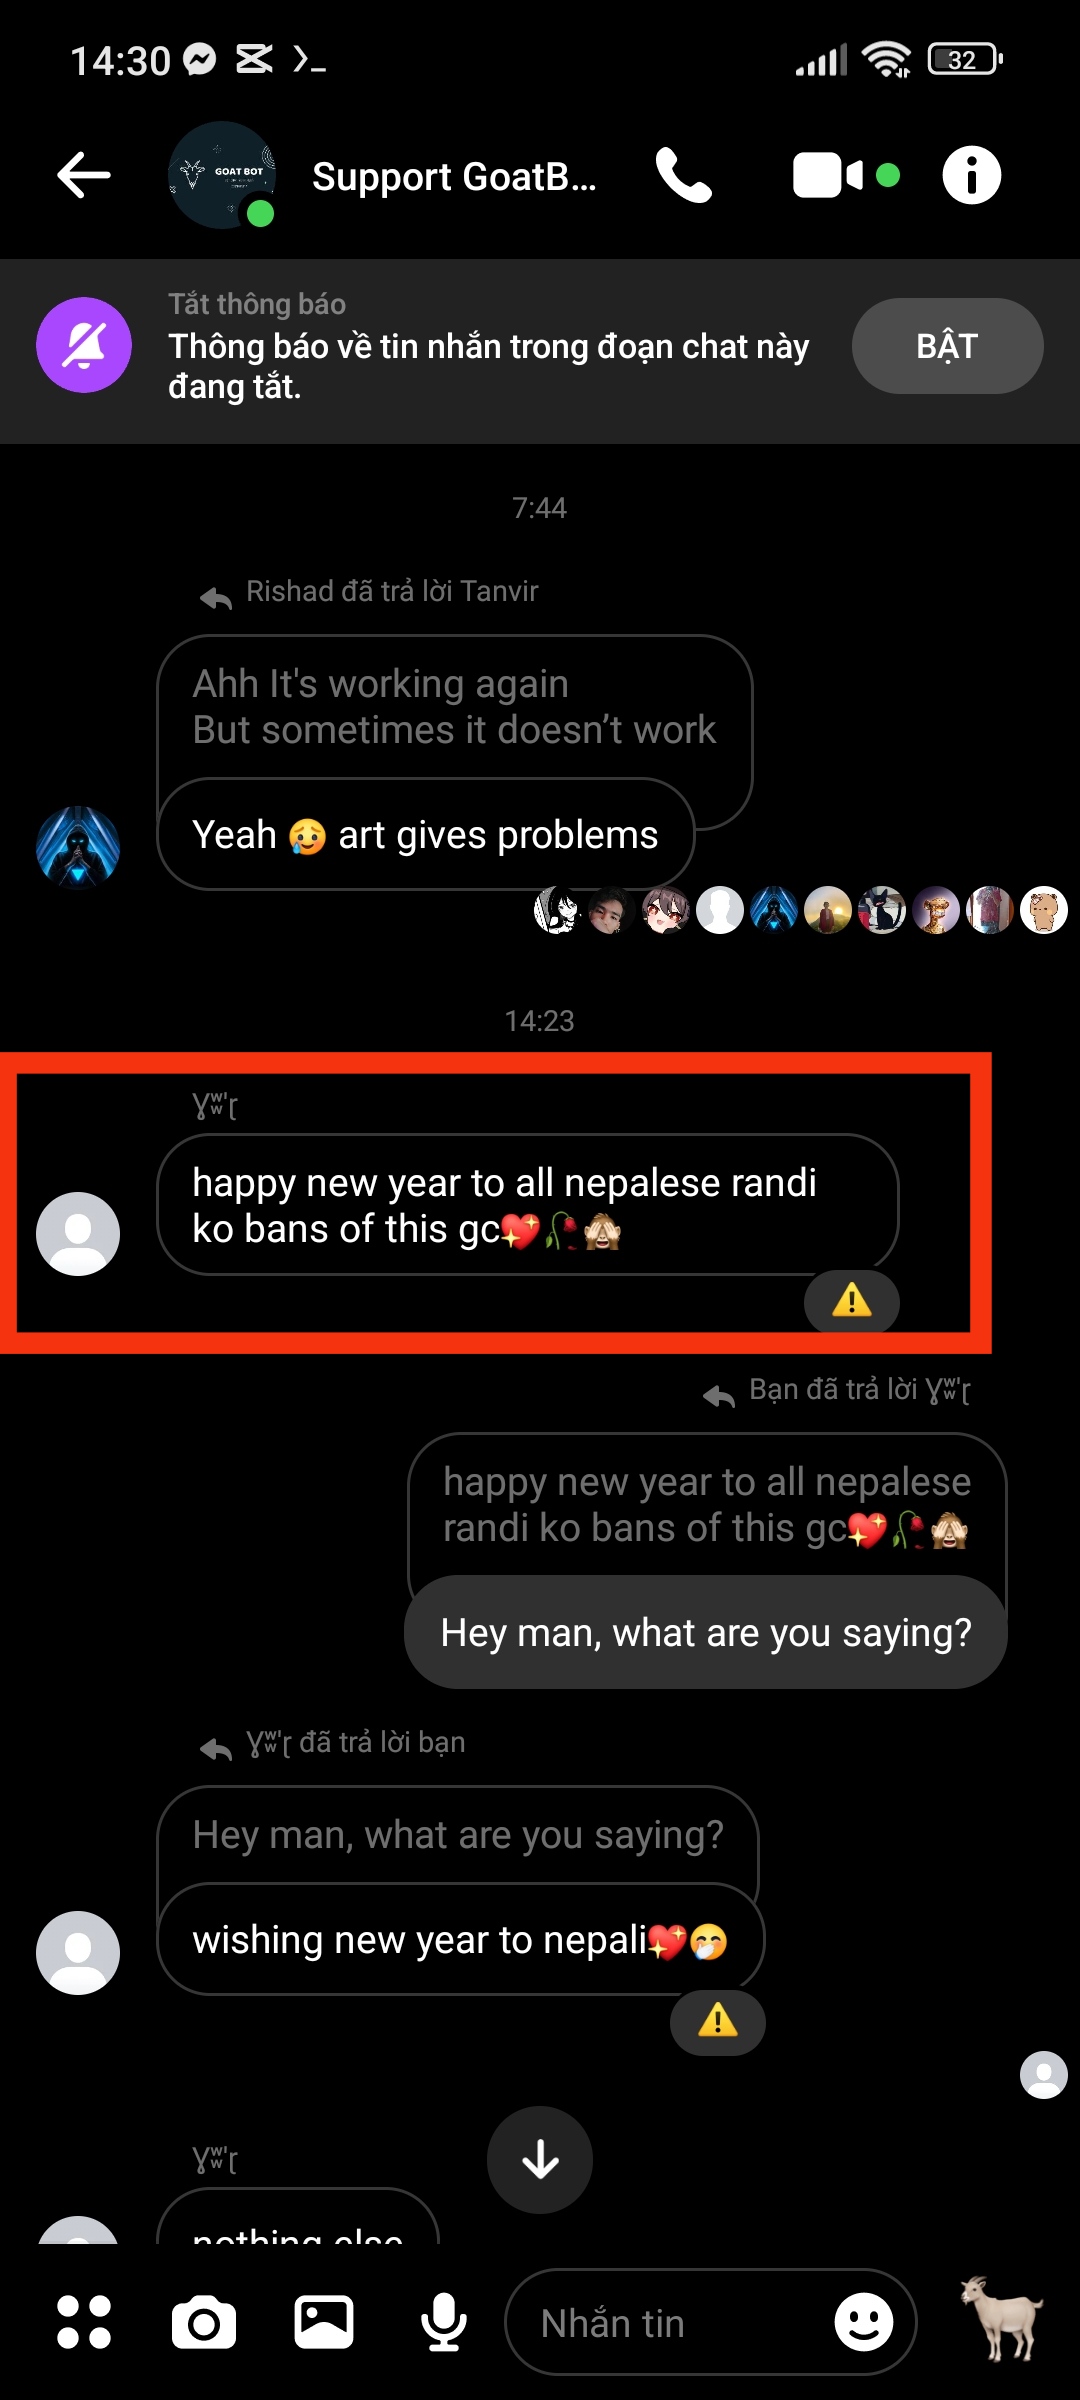 14:30
32
GOAT BOT
Support GoatB...
Tắt thông báo
Thông báo về tin nhắn trong đoạn chat này
đang tắt.
BẬT
7:44
Rishad đã trả lời Tanvir
Ahh It's working again
But sometimes it doesn’t work
Yeah 😥 art gives problems
14:23
happy new year to all nepalese randi
ko bans of this gc💖🥀🙈
⚠️
Bạn đã trả lời
happy new year to all nepalese
randi ko bans of this gc💖🥀🙈
Hey man, what are you saying?
đã trả lời bạn
Hey man, what are you saying?
wishing new year to nepali💖🤭
⚠️
nothing else
Nhắn tin